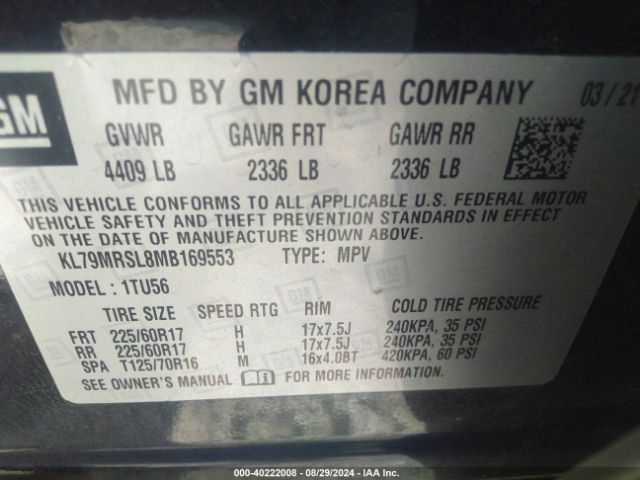 GM
MFD BY GM KOREA COMPANY 03/21
GVWR GAWR FRT GAWR RR
4409 LB 2336 LB 2336 LB
THIS VEHICLE CONFORMS TO ALL APPLICABLE U.S. FEDERAL MOTOR
VEHICLE SAFETY AND THEFT PREVENTION STANDARDS IN EFFECT
ON THE DATE OF MANUFACTURE SHOWN ABOVE.
KL79MRSL8MB169553 TYPE: MPV
MODEL: 1TU56
TIRE SIZE SPEED RTG RIM COLD TIRE PRESSURE
FRT 225/60R17 H 17x7.5J 240KPA, 35 PSI
RR 225/60R17 H 17x7.5J 240KPA, 35 PSI
SPA T125/70R16 M 16x4.0BT 420KPA, 60 PSI
SEE OWNER'S MANUAL FOR MORE INFORMATION.
000-40222008 - 08/29/2024 - IAA Inc.